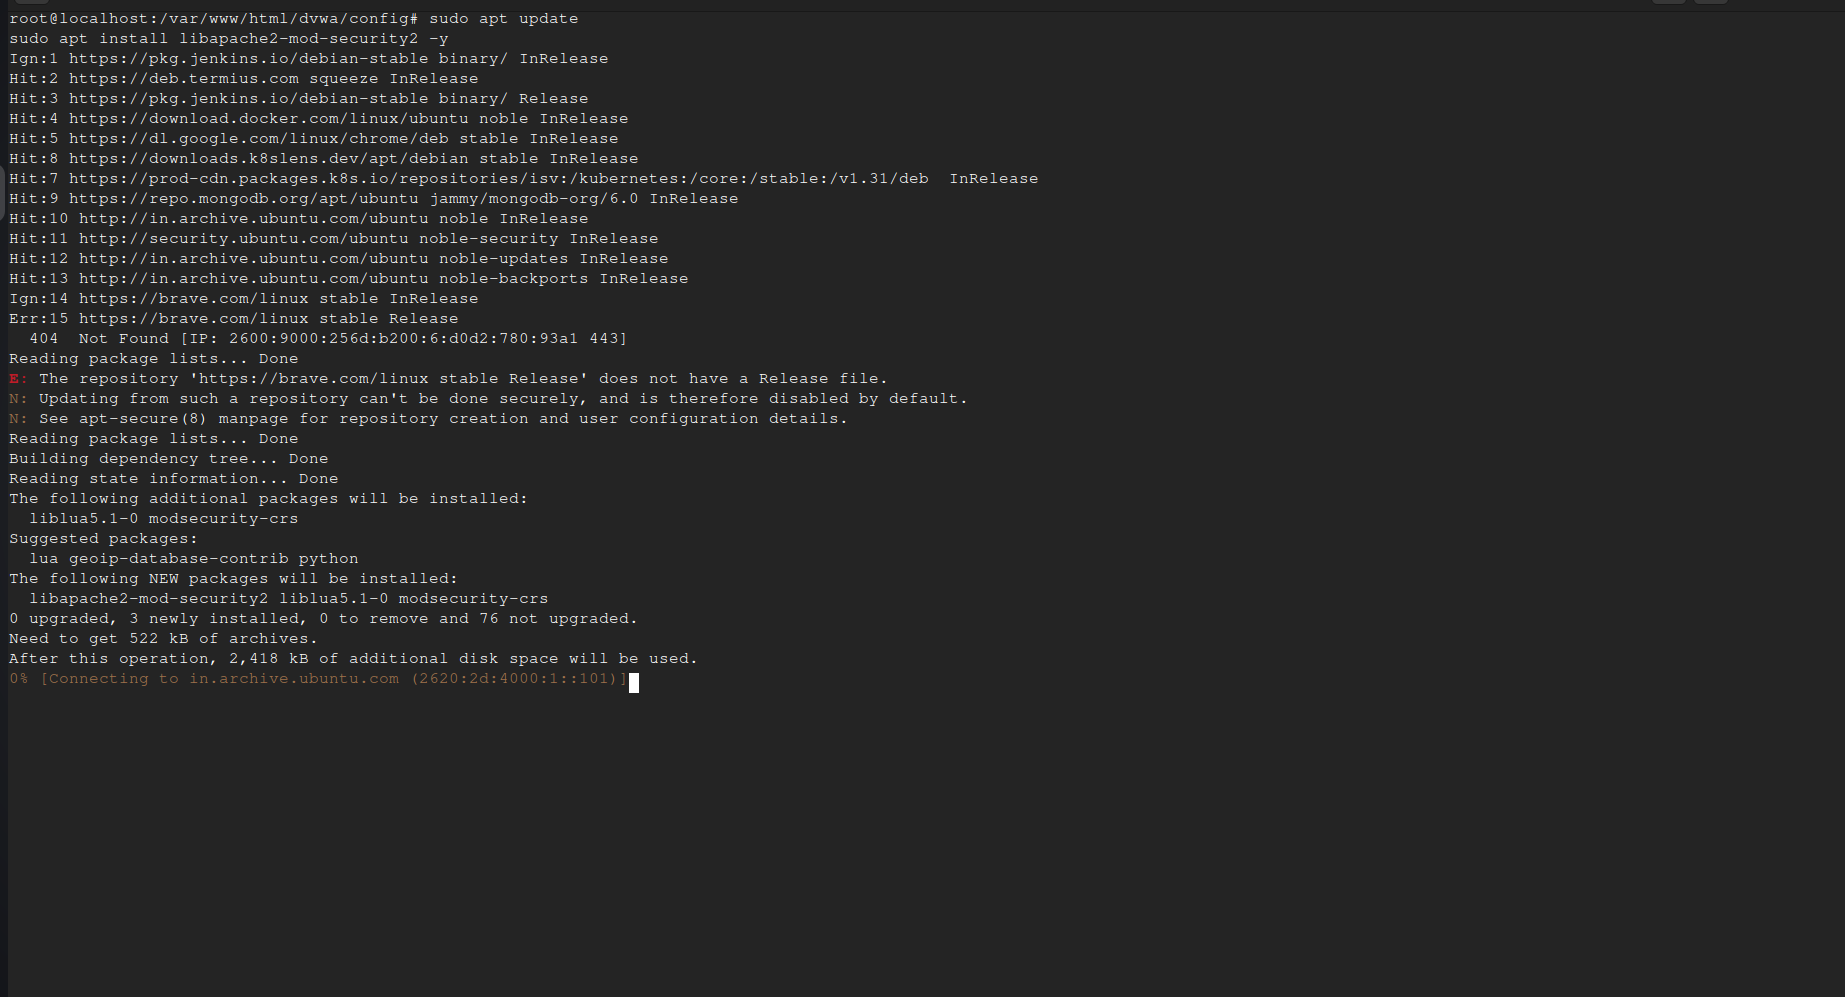 root@localhost:/var/www/html/dvwa/config# sudo apt update
sudo apt install libapache2-mod-security2 -y
Ign:1 https://pkg.jenkins.io/debian-stable binary/ InRelease
Hit:2 https://deb.termius.com squeeze InRelease
Hit:3 https://pkg.jenkins.io/debian-stable binary/ Release
Hit:4 https://download.docker.com/linux/ubuntu noble InRelease
Hit:5 https://dl.google.com/linux/chrome/deb stable InRelease
Hit:8 https://downloads.k8slens.dev/apt/debian stable InRelease
Hit:7 https://prod-cdn.packages.k8s.io/repositories/isv:/kubernetes:/core:/stable:/v1.31/deb  InRelease
Hit:9 https://repo.mongodb.org/apt/ubuntu jammy/mongodb-org/6.0 InRelease
Hit:10 http://in.archive.ubuntu.com/ubuntu noble InRelease
Hit:11 http://security.ubuntu.com/ubuntu noble-security InRelease
Hit:12 http://in.archive.ubuntu.com/ubuntu noble-updates InRelease
Hit:13 http://in.archive.ubuntu.com/ubuntu noble-backports InRelease
Ign:14 https://brave.com/linux stable InRelease
Err:15 https://brave.com/linux stable Release
  404  Not Found [IP: 2600:9000:256d:b200:6:d0d2:780:93a1 443]
Reading package lists... Done
E: The repository 'https://brave.com/linux stable Release' does not have a Release file.
N: Updating from such a repository can't be done securely, and is therefore disabled by default.
N: See apt-secure(8) manpage for repository creation and user configuration details.
Reading package lists... Done
Building dependency tree... Done
Reading state information... Done
The following additional packages will be installed:
  liblua5.1-0 modsecurity-crs
Suggested packages:
  lua geoip-database-contrib python
The following NEW packages will be installed:
  libapache2-mod-security2 liblua5.1-0 modsecurity-crs
0 upgraded, 3 newly installed, 0 to remove and 76 not upgraded.
Need to get 522 kB of archives.
After this operation, 2,418 kB of additional disk space will be used.
0% [Connecting to in.archive.ubuntu.com (2620:2d:4000:1::101)]